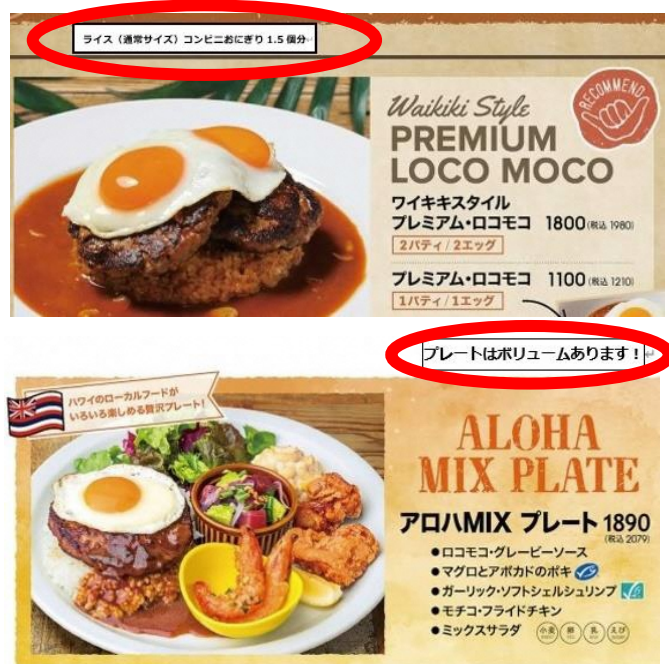 ライス（通常サイズ）コンビニおにぎり 1.5 個分
RECOMMEND
Waikiki Style
PREMIUM
LOCO MOCO
ワイキキスタイル
プレミアム・ロコモコ 1800(税込 1980)
2パティ/2エッグ
プレミアム・ロコモコ 1100(税込 1210)
1パティ/1エッグ
プレートはボリュームあります！
ハワイのローカルフードが
いろいろ楽しめる贅沢プレート!
ALOHA
MIX PLATE
アロハMIX プレート 1890
(税込 2079)
●ロコモコ・グレービーソース
●マグロとアボカドのポキ
●ガーリック・ソフトシェルシュリンプ
●モチコ・フライドチキン
●ミックスサラダ 小麦 卵 乳 えび